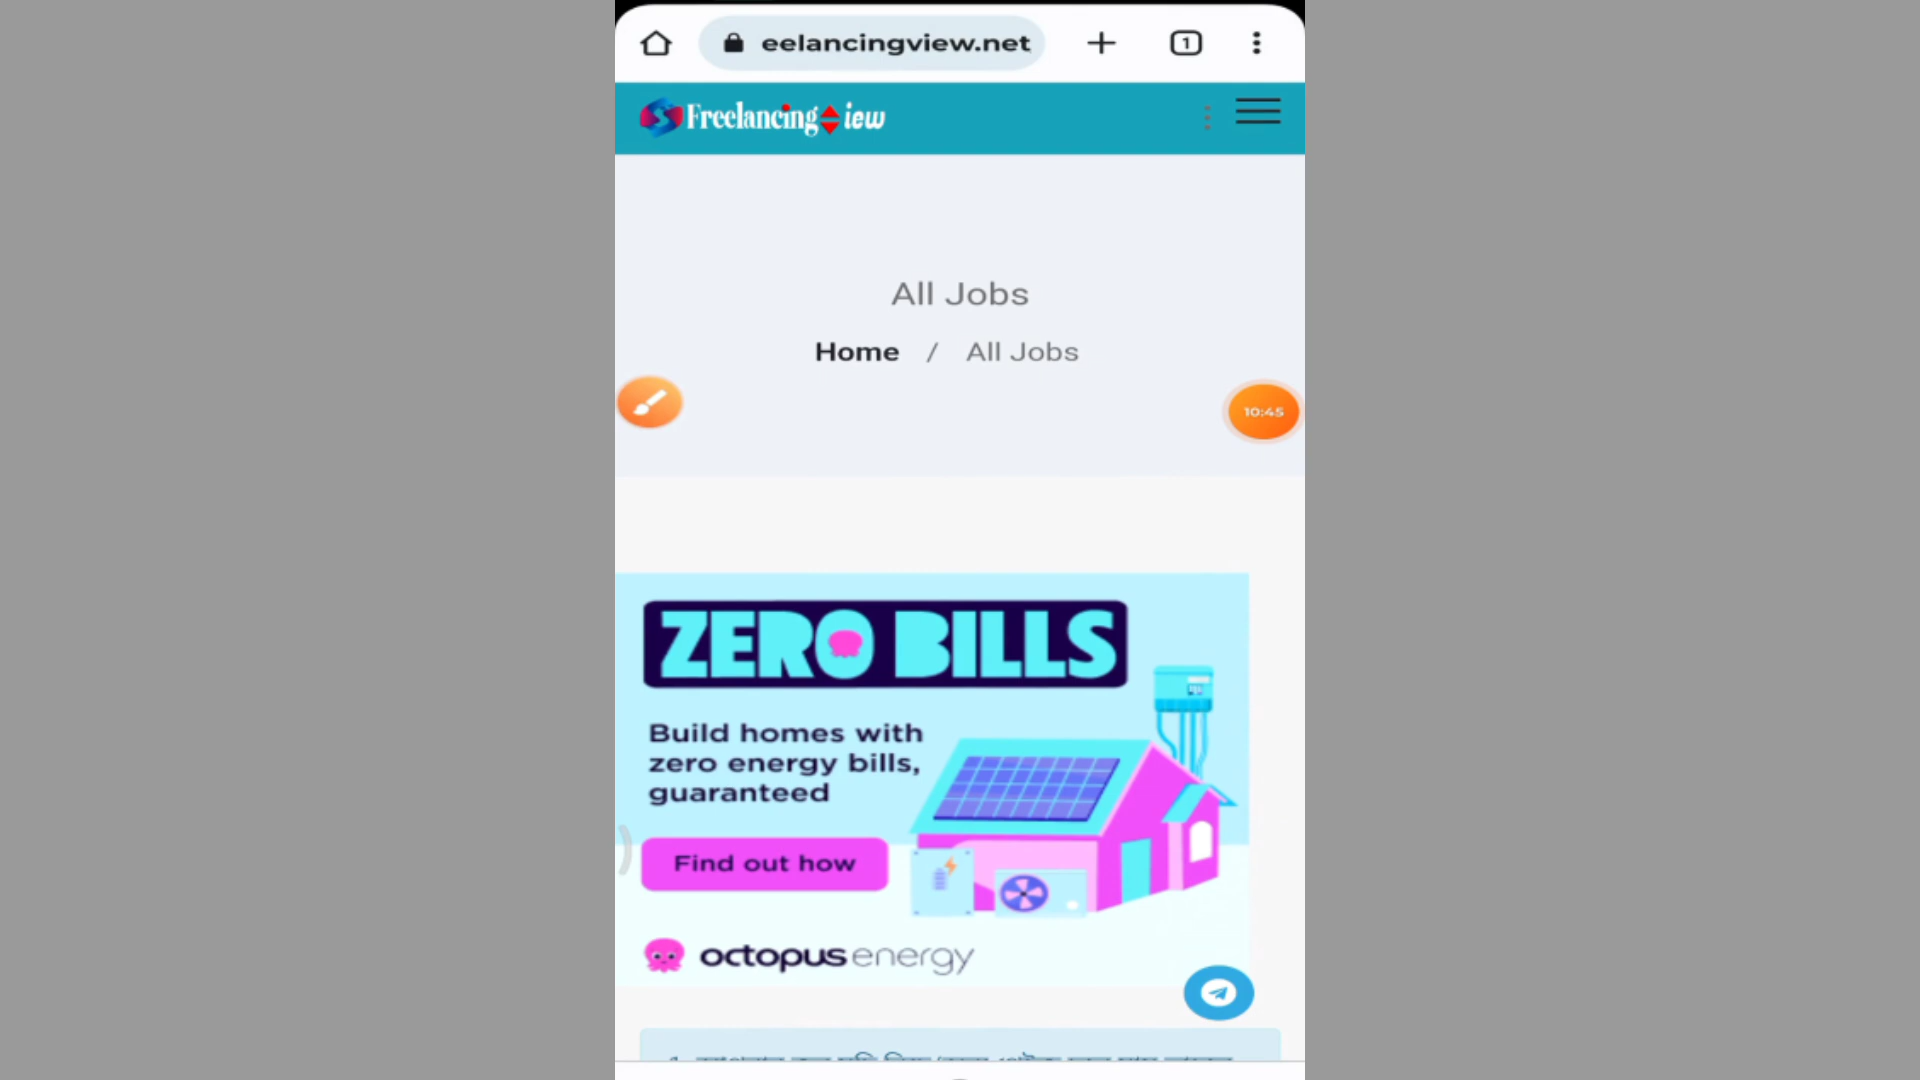 eelancingview.net
1
Freelancing iew
All Jobs
Home / All Jobs
10:45
ZERO BILLS
Build homes with
zero energy bills,
guaranteed
Find out how
octopus energy